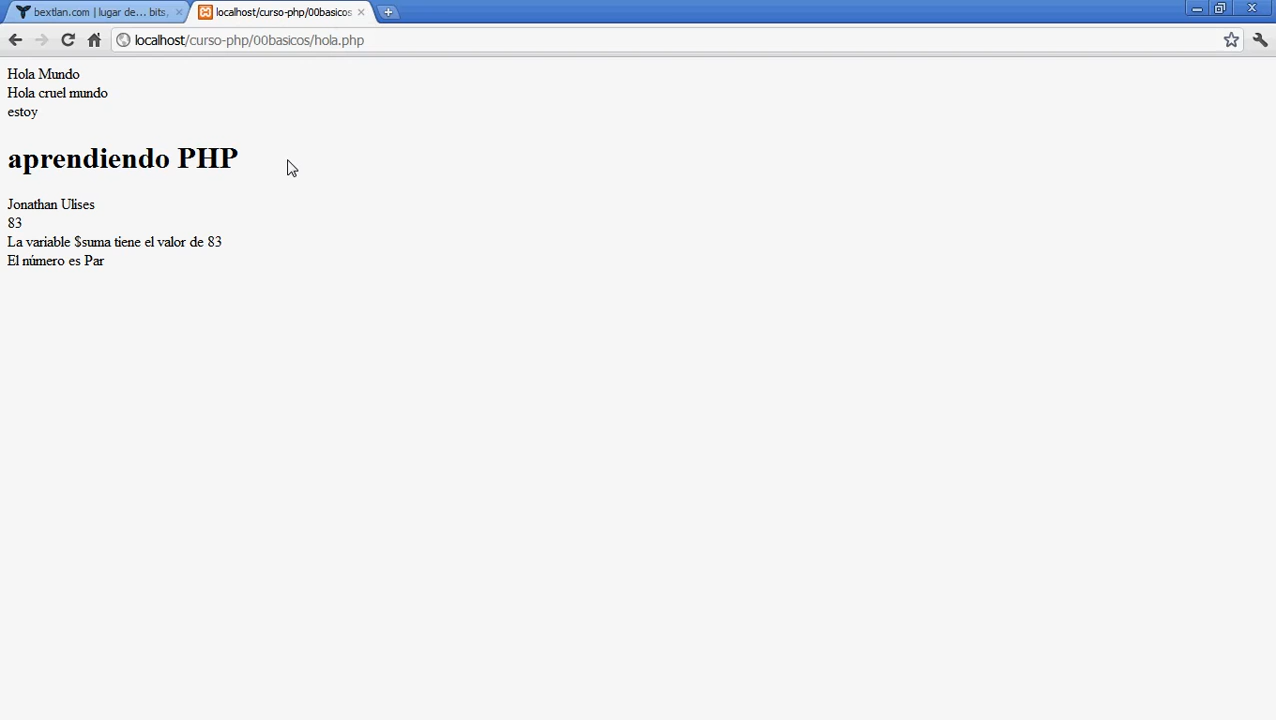 bextlan.com | lugar de... bits,
localhost/curso-php/00basicos
localhost/curso-php/00basicos/hola.php
Hola Mundo
Hola cruel mundo
estoy
aprendiendo PHP
Jonathan Ulises
83
La variable $suma tiene el valor de 83
El número es Par